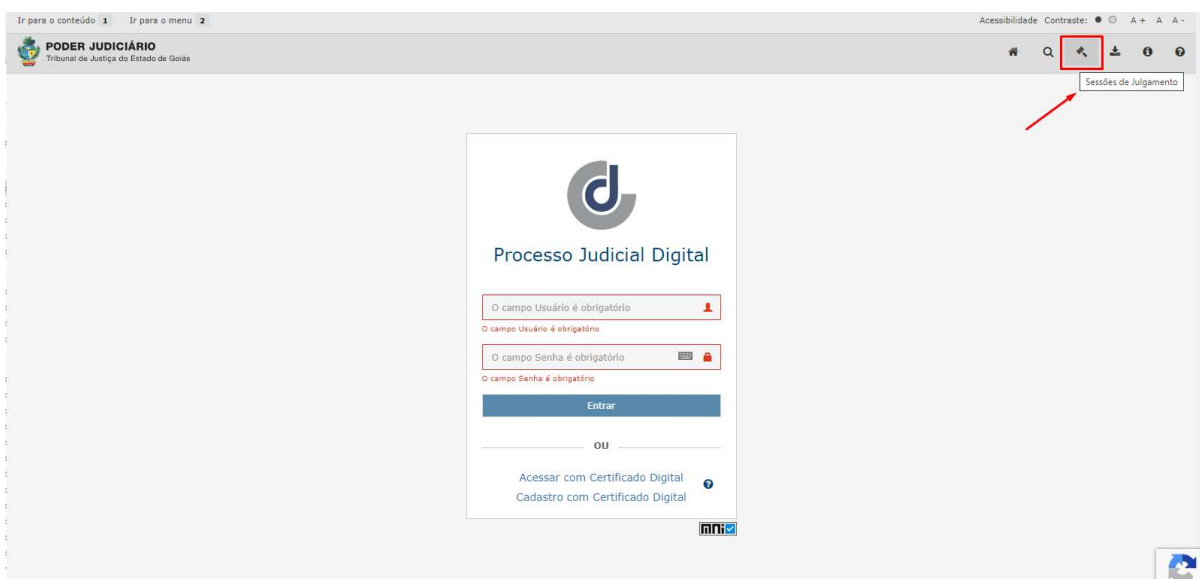 Ir para o conteúdo 1 Ir para o menu 2 Acessibilidade Contraste: A + A A -
PODER JUDICIÁRIO
Tribunal de Justiça do Estado de Goiás
Sessões de Julgamento
Processo Judicial Digital
O campo Usuário é obrigatório
O campo Usuário é obrigatório
O campo Senha é obrigatório
O campo Senha é obrigatório
Entrar
OU
Acessar com Certificado Digital
Cadastro com Certificado Digital
mni